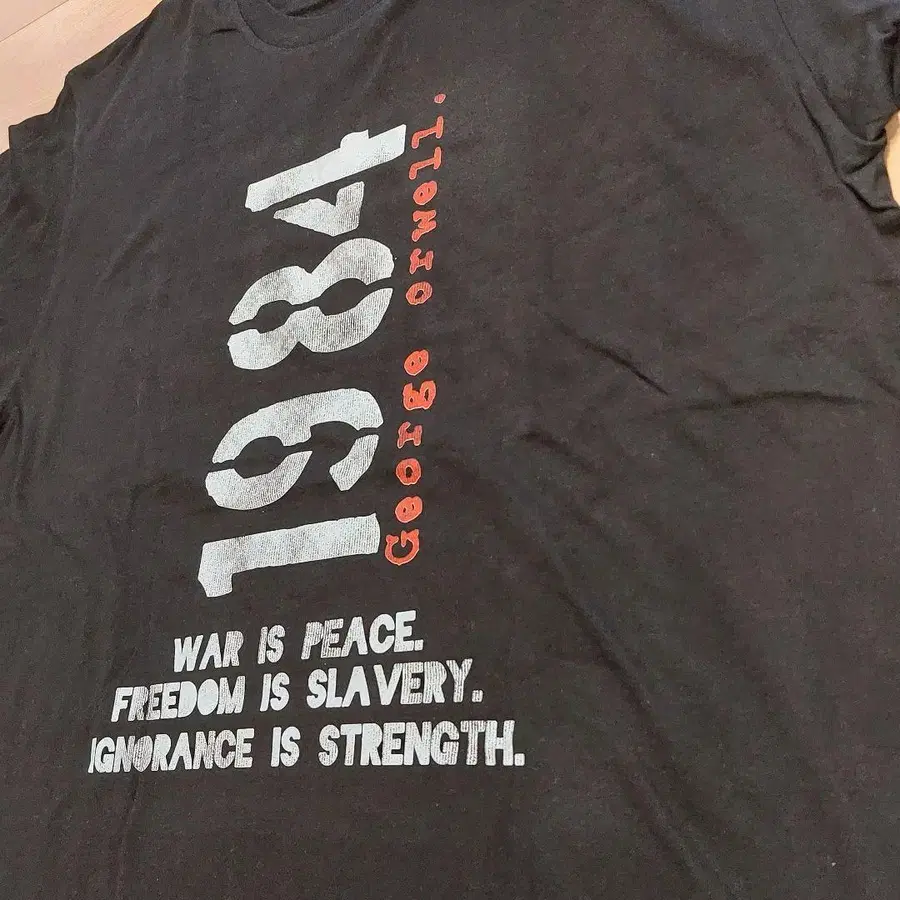 1984
George orwell.
WAR IS PEACE.
FREEDOM IS SLAVERY.
IGNORANCE IS STRENGTH.